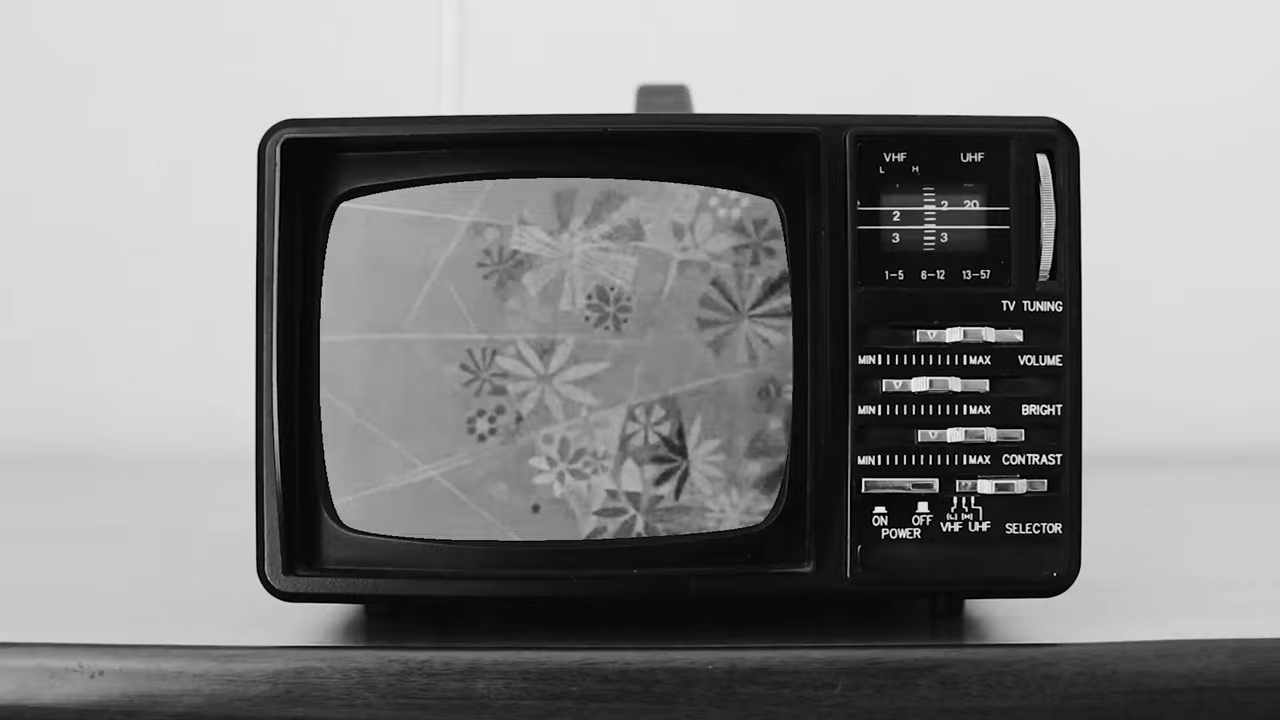 VHF UHF
L H
2 20
2
3 3
1-5 6-12 13-57
TV TUNING
MIN MAX VOLUME
MIN MAX BRIGHT
MIN MAX CONTRAST
ON OFF
POWER
(L) (H)
VHF UHF
SELECTOR